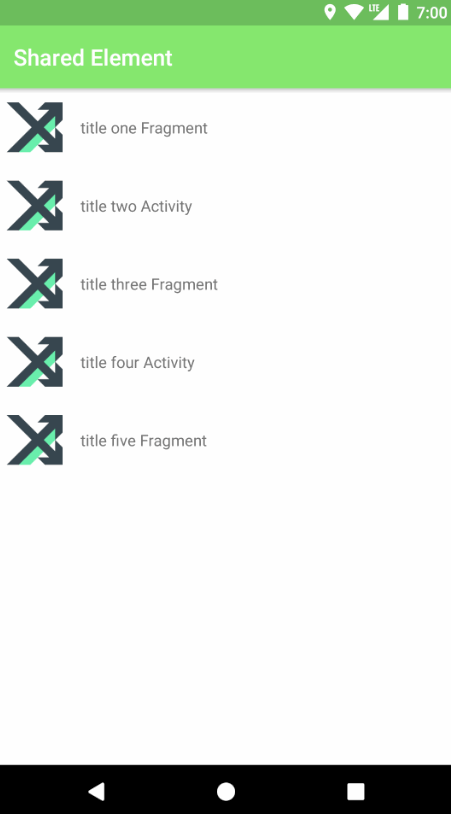 LTE 7:00
Shared Element
title one Fragment
title two Activity
title three Fragment
title four Activity
title five Fragment